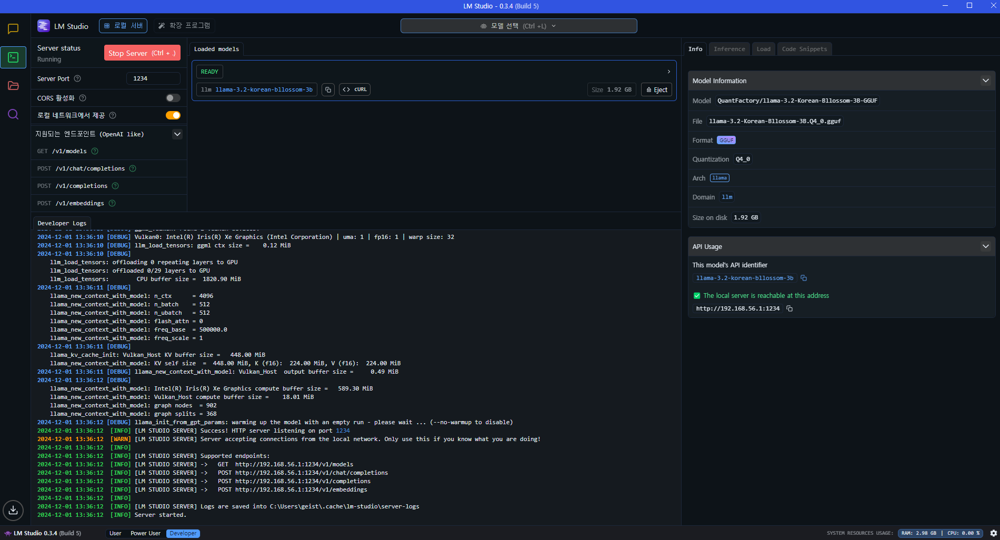 LM Studio - 0.3.4 (Build 5)
LM Studio
로컬 서버
확장 프로그램
모델 선택 (Ctrl +L)
Server status
Running
Stop Server (Ctrl + .)
Server Port
1234
CORS 활성화
로컬 네트워크에서 제공
지원되는 엔드포인트 (OpenAI like)
GET /v1/models
POST /v1/chat/completions
POST /v1/completions
POST /v1/embeddings
Loaded models
READY
llm llama-3.2-korean-bllossom-3b
<> cURL
Size 1.92 GB
Eject
Info Inference Load Code Snippets
Model Information
Model QuantFactory/llama-3.2-Korean-Bllossom-3B-GGUF
File llama-3.2-Korean-Bllossom-3B.Q4_0.gguf
Format GGUF
Quantization Q4_0
Arch llama
Domain llm
Size on disk 1.92 GB
API Usage
This model's API identifier
llama-3.2-korean-bllossom-3b
The local server is reachable at this address
http://192.168.56.1:1234
Developer Logs
2024-12-01 13:36:10 [DEBUG] Vulkan0: Intel(R) Iris(R) Xe Graphics (Intel Corporation) | uma: 1 | fp16: 1 | warp size: 32
2024-12-01 13:36:10 [DEBUG] llm_load_tensors: ggml ctx size = 0.12 MiB
2024-12-01 13:36:10 [DEBUG]
llm_load_tensors: offloading 0 repeating layers to GPU
llm_load_tensors: offloaded 0/29 layers to GPU
llm_load_tensors: CPU buffer size = 1820.90 MiB
2024-12-01 13:36:11 [DEBUG]
llama_new_context_with_model: n_ctx = 4096
llama_new_context_with_model: n_batch = 512
llama_new_context_with_model: n_ubatch = 512
llama_new_context_with_model: flash_attn = 0
llama_new_context_with_model: freq_base = 500000.0
llama_new_context_with_model: freq_scale = 1
2024-12-01 13:36:11 [DEBUG]
llama_kv_cache_init: Vulkan_Host KV buffer size = 448.00 MiB
llama_new_context_with_model: KV self size = 448.00 MiB, K (f16): 224.00 MiB, V (f16): 224.00 MiB
2024-12-01 13:36:11 [DEBUG] llama_new_context_with_model: Vulkan_Host output buffer size = 0.49 MiB
2024-12-01 13:36:12 [DEBUG]
llama_new_context_with_model: Intel(R) Iris(R) Xe Graphics compute buffer size = 589.30 MiB
llama_new_context_with_model: Vulkan_Host compute buffer size = 18.01 MiB
llama_new_context_with_model: graph nodes = 902
llama_new_context_with_model: graph splits = 368
2024-12-01 13:36:12 [DEBUG] llama_init_from_gpt_params: warming up the model with an empty run - please wait ... (--no-warmup to disable)
2024-12-01 13:36:12 [INFO] [LM STUDIO SERVER] Success! HTTP server listening on port 1234
2024-12-01 13:36:12 [WARN] [LM STUDIO SERVER] Server accepting connections from the local network. Only use this if you know what you are doing!
2024-12-01 13:36:12 [INFO]
2024-12-01 13:36:12 [INFO] [LM STUDIO SERVER] Supported endpoints:
2024-12-01 13:36:12 [INFO] [LM STUDIO SERVER] -> GET http://192.168.56.1:1234/v1/models
2024-12-01 13:36:12 [INFO] [LM STUDIO SERVER] -> POST http://192.168.56.1:1234/v1/chat/completions
2024-12-01 13:36:12 [INFO] [LM STUDIO SERVER] -> POST http://192.168.56.1:1234/v1/completions
2024-12-01 13:36:12 [INFO] [LM STUDIO SERVER] -> POST http://192.168.56.1:1234/v1/embeddings
2024-12-01 13:36:12 [INFO]
2024-12-01 13:36:12 [INFO] [LM STUDIO SERVER] Logs are saved into C:\Users\geist\.cache\lm-studio\server-logs
2024-12-01 13:36:12 [INFO] Server started.
LM Studio 0.3.4 (Build 5)
User Power User Developer
SYSTEM RESOURCES USAGE: RAM: 2.98 GB | CPU: 0.00 %